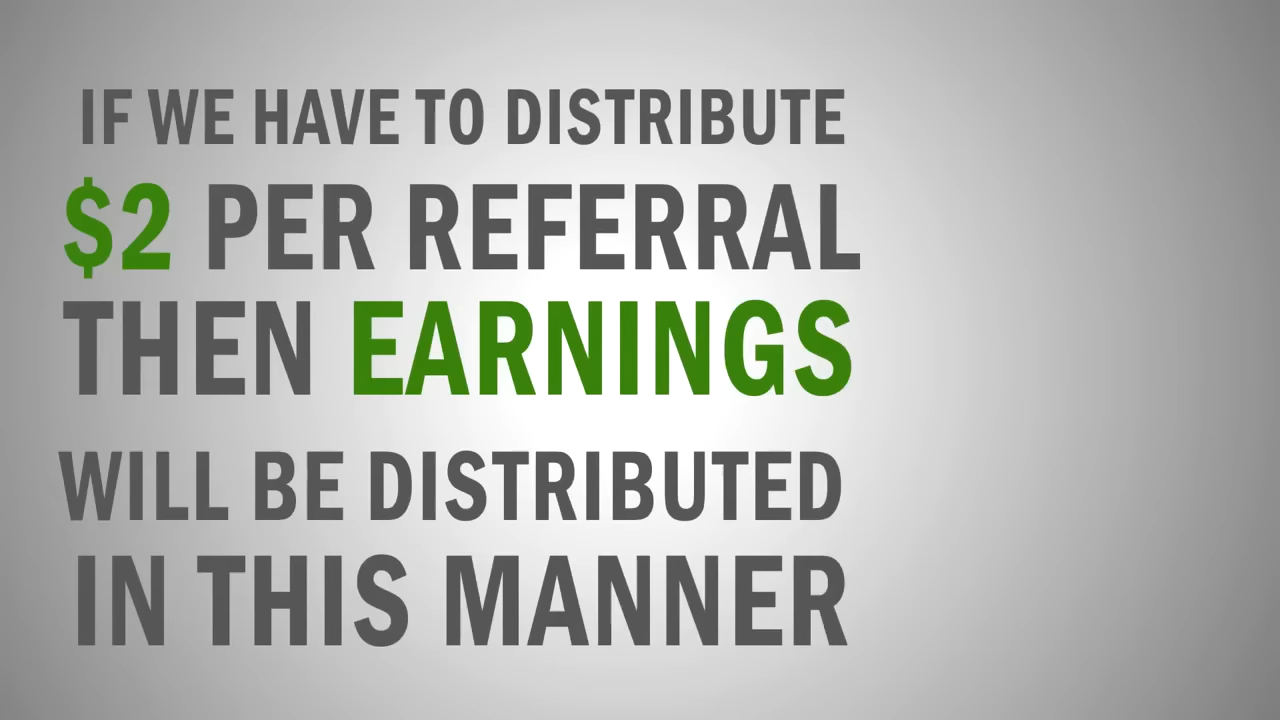 IF WE HAVE TO DISTRIBUTE
$2 PER REFERRAL
THEN EARNINGS
WILL BE DISTRIBUTED
IN THIS MANNER